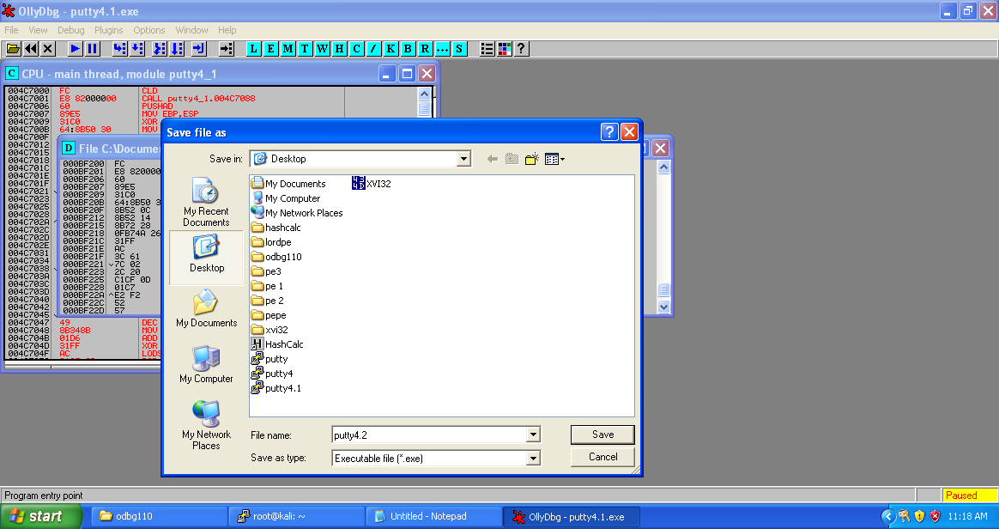 OllyDbg - putty4.1.exe
File View Debug Plugins Options Window Help
L E M T W H C / K B R ... S ?
C CPU - main thread, module putty4_1
004C7000 FC CLD
004C7001 E8 82000000 CALL putty4_1.004C7088
004C7006 60 PUSHAD
004C7007 89E5 MOV EBP,ESP
004C7009 31C0 XOR
004C700B 64:8B50 30 MOV
004C700F
004C7012
004C7015
004C7018
004C701C
004C701E
004C701F
004C7021
004C7023
004C7025
004C7028
004C702A
004C702C
004C702D
004C702E
004C7031
004C7034
004C7038
004C703A
004C703C
004C703D
004C7040
004C7042
004C7045
004C7047 49 DEC
004C7048 8B348B MOV
004C704B 01D6 ADD
004C704D 31FF XOR
004C704F AC LODS
D File C:\Docume
000BF200 FC
000BF201 E8 820000
000BF206 60
000BF207 89E5
000BF209 31C0
000BF20B 64:8B50 3
000BF20F 8B52 0C
000BF212 8B52 14
000BF215 8B72 28
000BF218 0FB74A 26
000BF21C 31FF
000BF21E AC
000BF21F 3C 61
000BF221 7C 02
000BF223 2C 20
000BF225 C1CF 0D
000BF228 01C7
000BF22A ^E2 F2
000BF22C 52
000BF22D 57
Save file as
Save in: Desktop
My Recent Documents
Desktop
My Documents
My Computer
My Network Places
My Documents
My Computer
My Network Places
hashcalc
lordpe
odbg110
pe3
pe 1
pe 2
pepe
xvi32
HashCalc
putty
putty4
putty4.1
XVI32
File name: putty4.2 Save
Save as type: Executable file (*.exe) Cancel
Program entry point Paused
start odbg110 root@kali: ~ Untitled - Notepad OllyDbg - putty4.1.exe 11:18 AM